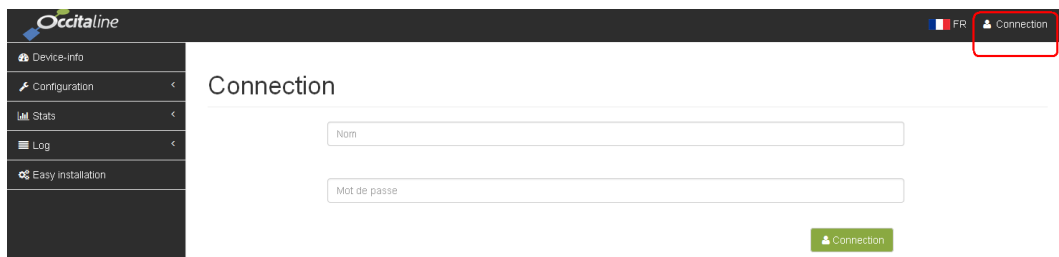 Occitaline
FR
Connection
Device-info
Configuration
Stats
Log
Easy installation
Connection
Nom
Mot de passe
Connection